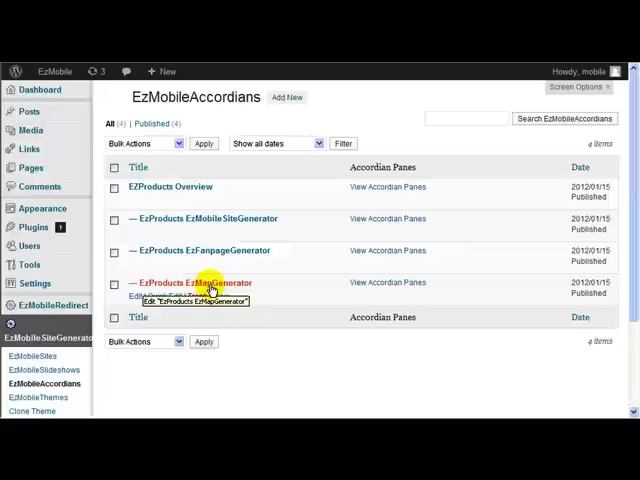 EzMobile 3 + New Howdy, mobile
Screen Options
Dashboard
Posts
Media
Links
Pages
Comments
Appearance
Plugins !
Users
Tools
Settings
EzMobileRedirect
EzMobileSiteGenerator
EzMobileSites
EzMobileSlideshows
EzMobileAccordians
EzMobileThemes
Clone Theme
EzMobileAccordians Add New
All (4) | Published (4)
Search EzMobileAccordians
Bulk Actions Apply Show all dates Filter 4 items
Title Accordian Panes Date
EZProducts Overview View Accordian Panes 2012/01/15
Published
— EzProducts EzMobileSiteGenerator View Accordian Panes 2012/01/15
Published
— EzProducts EzFanpageGenerator View Accordian Panes 2012/01/15
Published
— EzProducts EzMapGenerator View Accordian Panes 2012/01/15
Published
Edit "EzProducts EzMapGenerator"
Title Accordian Panes Date
Bulk Actions Apply 4 items